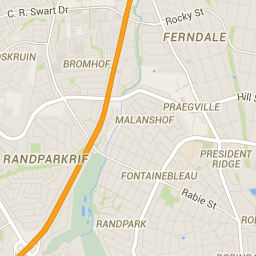 C. R. Swart Dr
Rocky St
FERNDALE
OSKRUIN
BROMHOF
Hill S
PRAEGVILLE
MALANSHOF
RANDPARKRIF
PRESIDENT
RIDGE
FONTAINEBLEAU
Rabie St
RANDPARK
RO